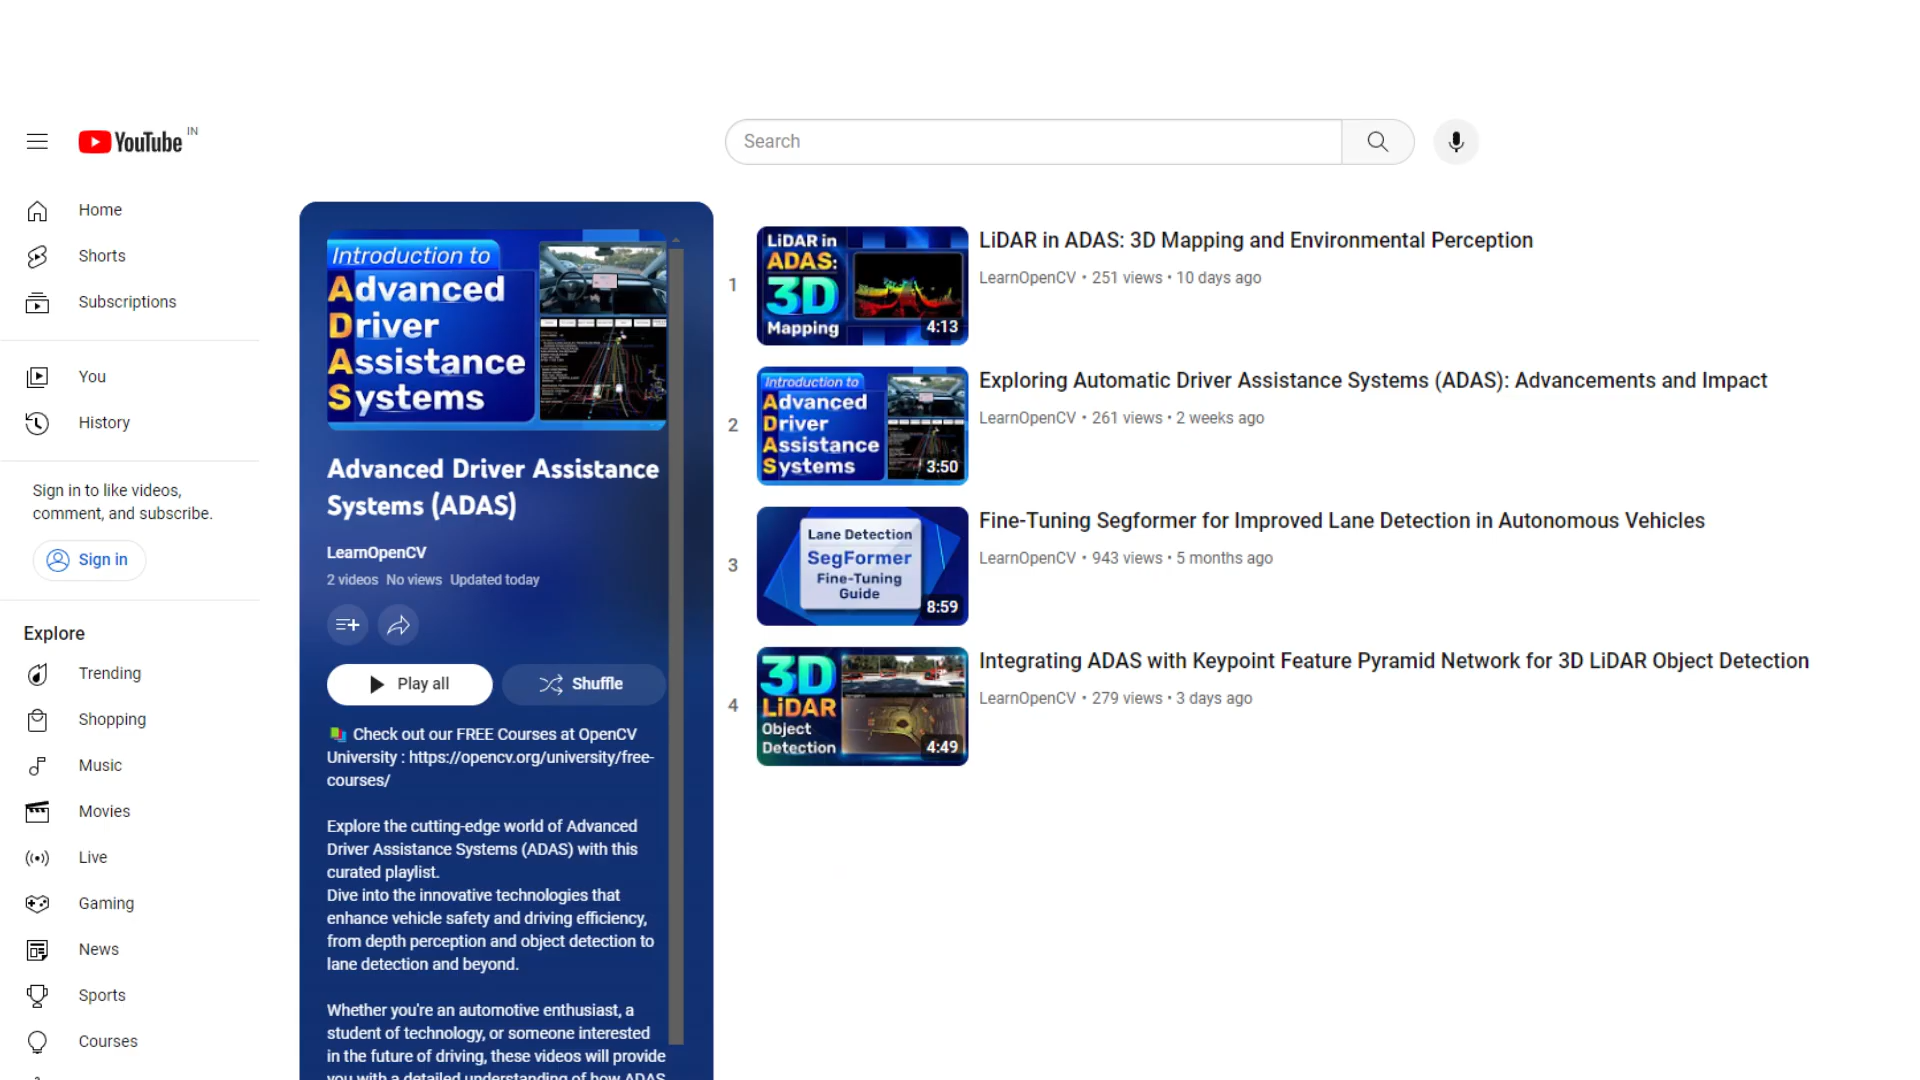 YouTube IN
Search
Home
Shorts
Subscriptions
You
History
Sign in to like videos,
comment, and subscribe.
Sign in
Explore
Trending
Shopping
Music
Movies
Live
Gaming
News
Sports
Courses
Introduction to
Advanced
Driver
Assistance
Systems
Advanced Driver Assistance
Systems (ADAS)
LearnOpenCV
2 videos No views Updated today
Play all
Shuffle
Check out our FREE Courses at OpenCV
University : https://opencv.org/university/free-
courses/
Explore the cutting-edge world of Advanced
Driver Assistance Systems (ADAS) with this
curated playlist.
Dive into the innovative technologies that
enhance vehicle safety and driving efficiency,
from depth perception and object detection to
lane detection and beyond.
Whether you're an automotive enthusiast, a
student of technology, or someone interested
in the future of driving, these videos will provide
you with a detailed understanding of how ADAS
1
LiDAR in
ADAS:
3D
Mapping
4:13
LiDAR in ADAS: 3D Mapping and Environmental Perception
LearnOpenCV • 251 views • 10 days ago
2
Introduction to
Advanced
Driver
Assistance
Systems
3:50
Exploring Automatic Driver Assistance Systems (ADAS): Advancements and Impact
LearnOpenCV • 261 views • 2 weeks ago
3
Lane Detection
SegFormer
Fine-Tuning
Guide
8:59
Fine-Tuning Segformer for Improved Lane Detection in Autonomous Vehicles
LearnOpenCV • 943 views • 5 months ago
4
3D
LiDAR
Object
Detection
4:49
Integrating ADAS with Keypoint Feature Pyramid Network for 3D LiDAR Object Detection
LearnOpenCV • 279 views • 3 days ago